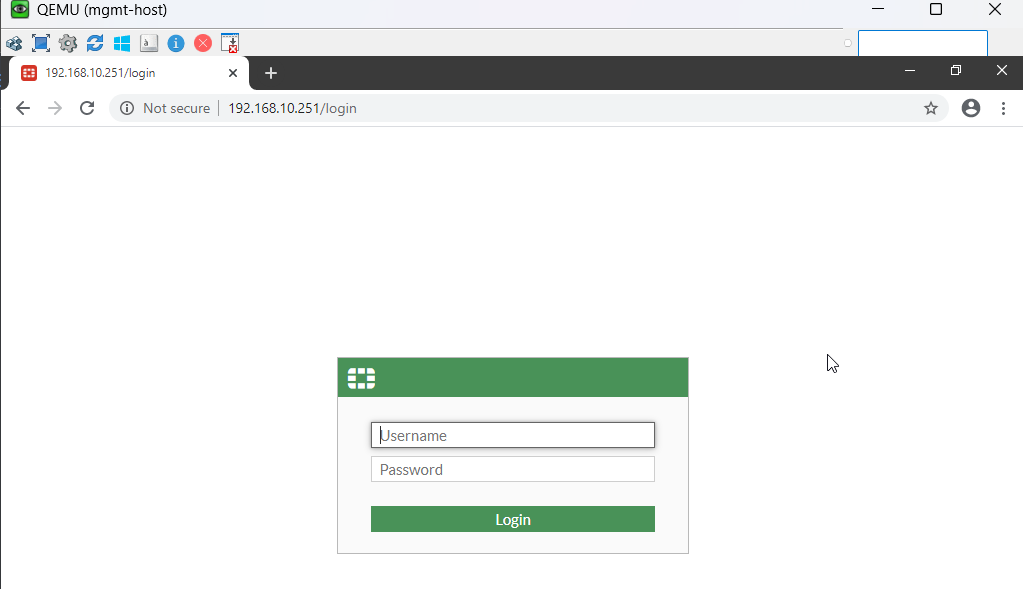 QEMU (mgmt-host)
192.168.10.251/login
Not secure 192.168.10.251/login
Username
Password
Login